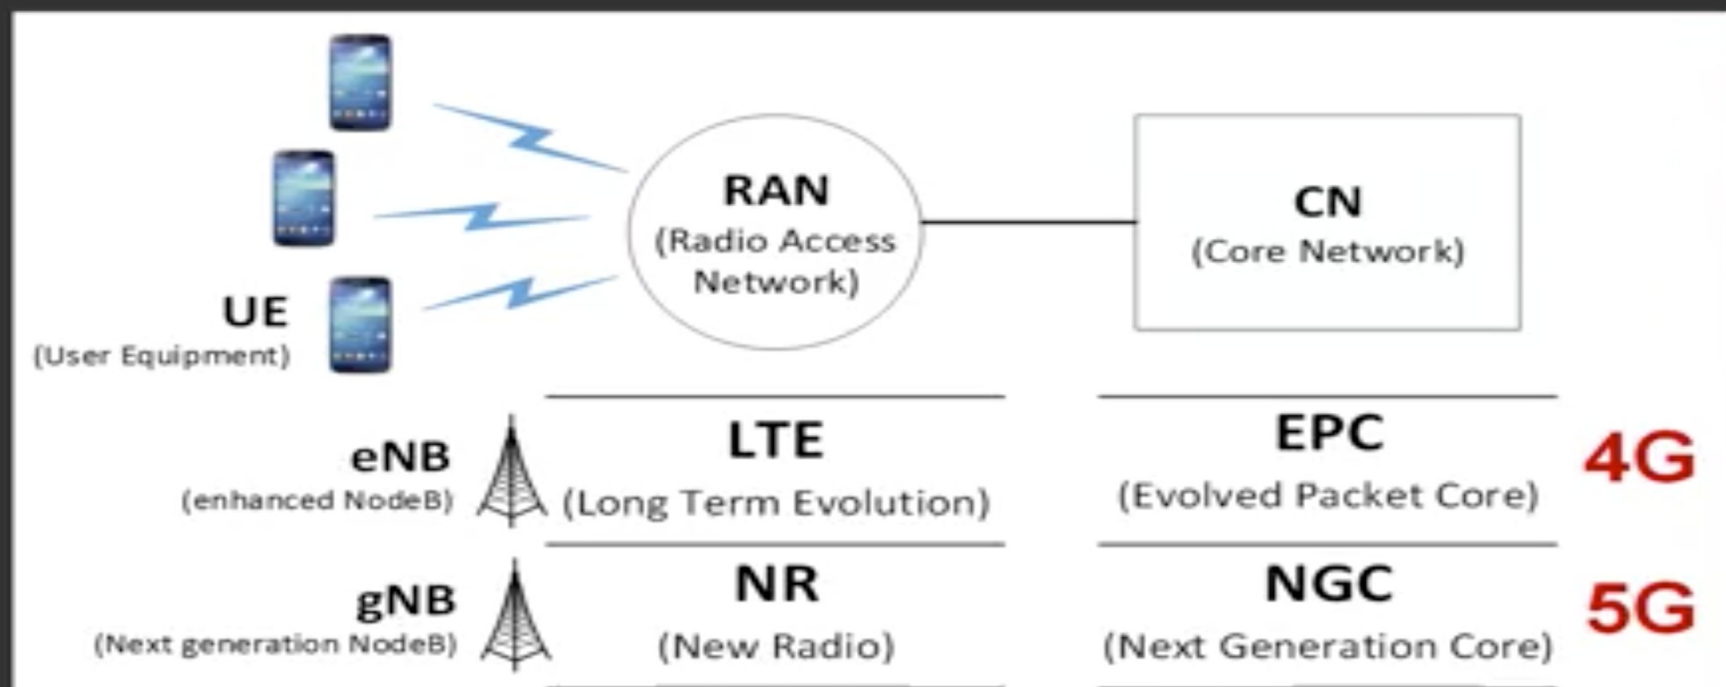 RAN
(Radio Access
Network)
CN
(Core Network)
UE
(User Equipment)
eNB
(enhanced NodeB)
LTE
(Long Term Evolution)
EPC
(Evolved Packet Core)
4G
gNB
(Next generation NodeB)
NR
(New Radio)
NGC
(Next Generation Core)
5G